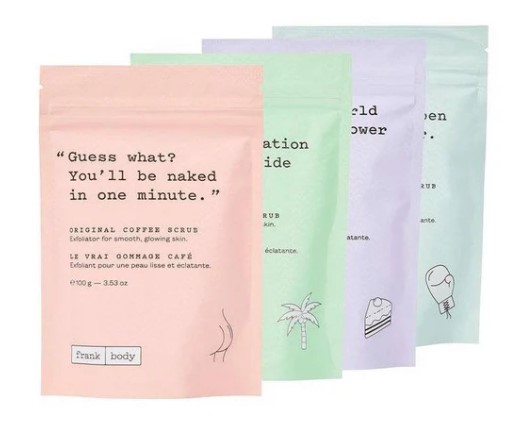 “Guess what?
You’ll be naked
in one minute.”
ORIGINAL COFFEE SCRUB
Exfoliator for smooth, glowing skin.
LE VRAI GOMMAGE CAFÉ
Exfoliant pour une peau lisse et éclatante.
℮100 g — 3.53 oz
frank body
ation
ide
RUB
kin.
éclatante.
rld
ower
atante.
pen
r.
RUB